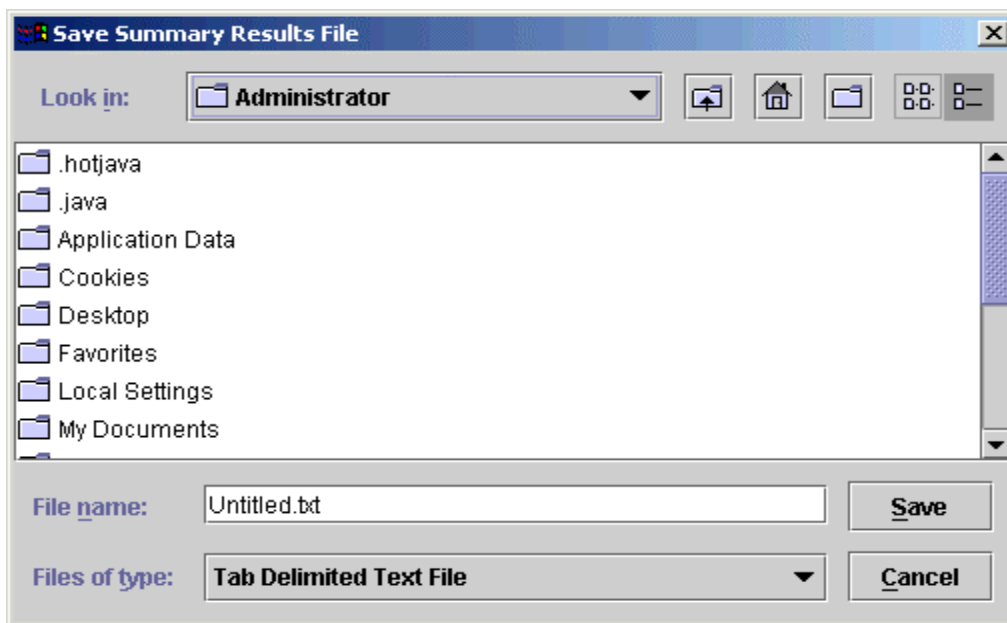 Save Summary Results File
Look in: Administrator
.hotjava
.java
Application Data
Cookies
Desktop
Favorites
Local Settings
My Documents
File name: Untitled.txt Save
Files of type: Tab Delimited Text File Cancel